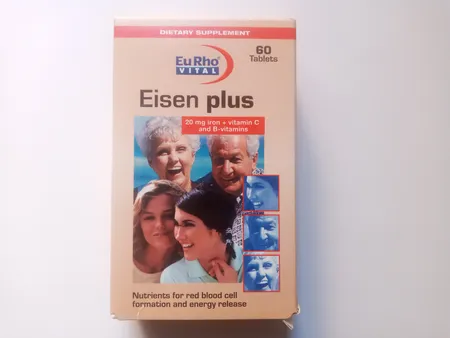 DIETARY SUPPLEMENT
EuRho®
VITAL
60
Tablets
Eisen plus
20 mg iron + vitamin C
and B-vitamins
Nutrients for red blood cell
formation and energy release